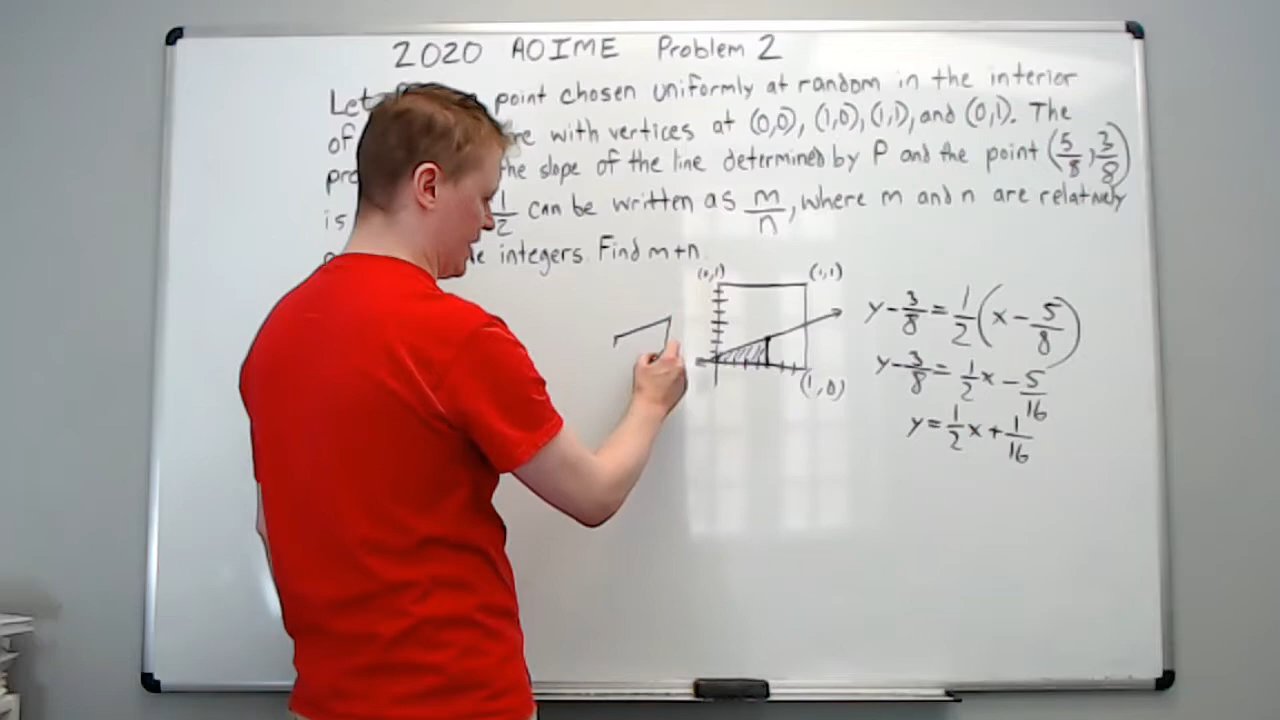 2020 AOIME Problem 2
Let point chosen uniformly at random in the interior
of with vertices at (0,0), (1,0), (1,1), and (0,1). The
the slope of the line determined by P and the point (5/8, 3/8)
is 1/2 can be written as m/n, where m and n are relatively
integers. Find m+n.
(0,1) (1,1)
(1,0)
y-3/8=1/2(x-5/8)
y-3/8=1/2x-5/16
y=1/2x+1/16